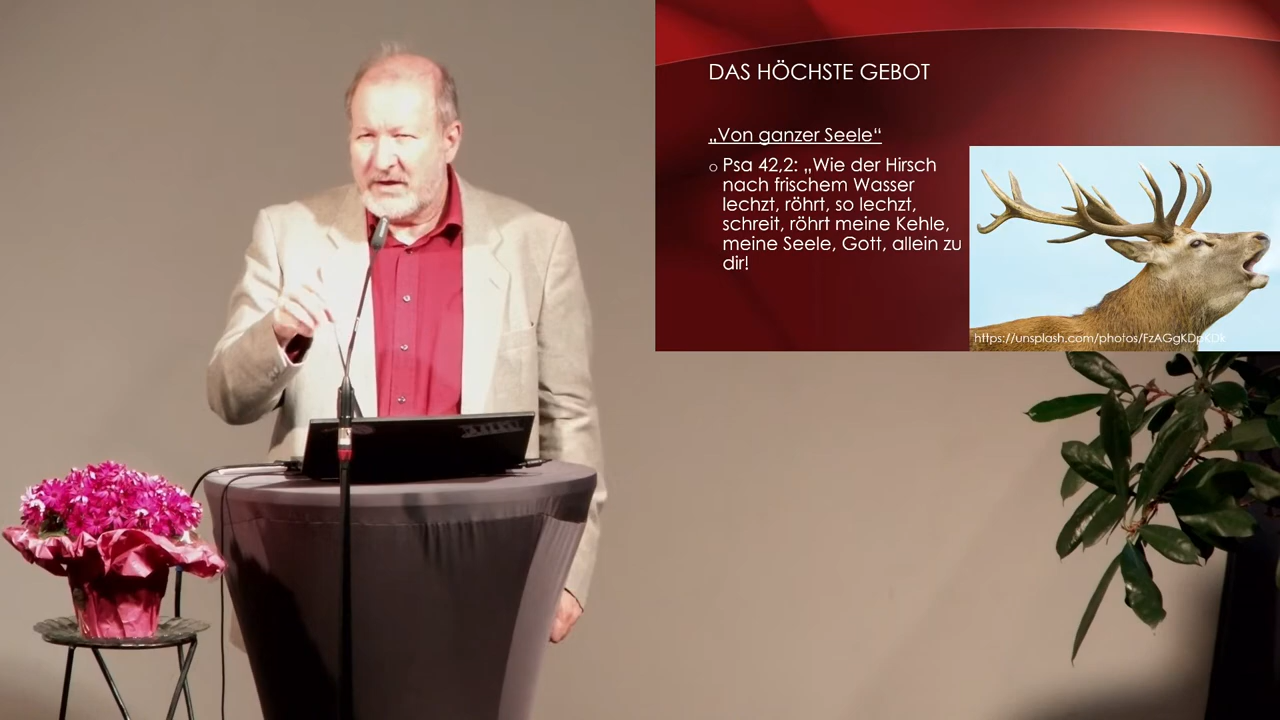 DAS HÖCHSTE GEBOT
„Von ganzer Seele“
o Psa 42,2: „Wie der Hirsch
nach frischem Wasser
lechzt, röhrt, so lechzt,
schreit, röhrt meine Kehle,
meine Seele, Gott, allein zu
dir!
https://unsplash.com/photos/FzAGgKDpKDk